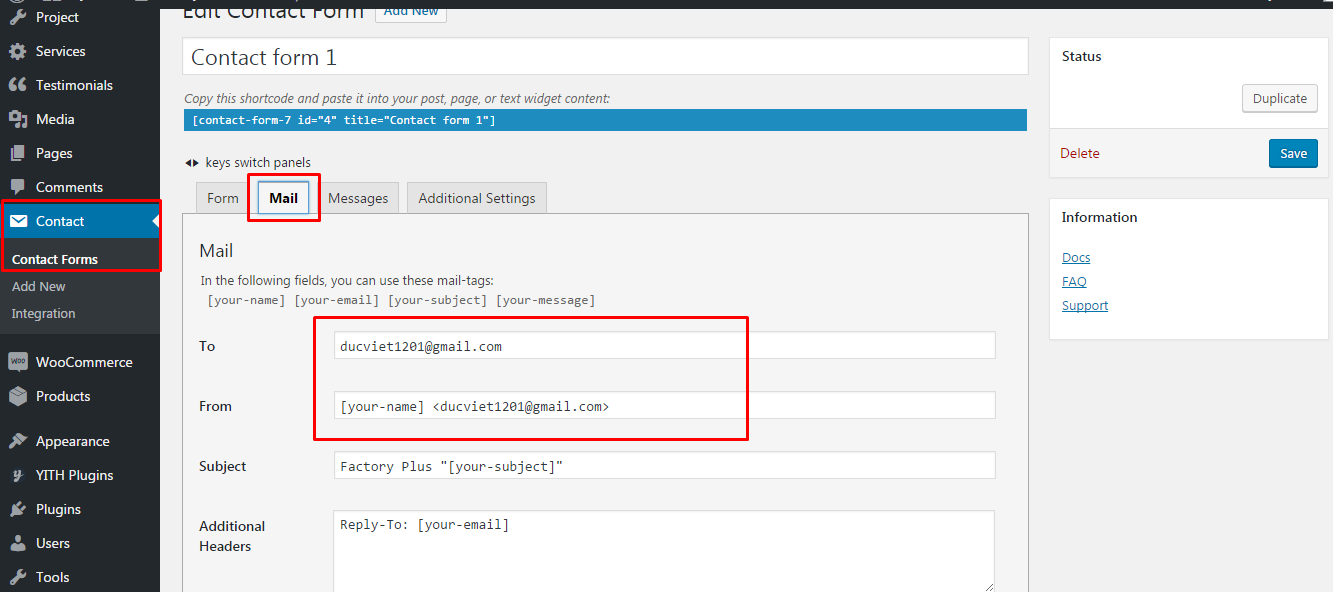 Project
Services
Testimonials
Media
Pages
Comments
Contact
Contact Forms
Add New
Integration
WOO WooCommerce
Products
Appearance
YITH Plugins
Plugins
Users
Tools
Edit Contact Form Add New
Contact form 1
Copy this shortcode and paste it into your post, page, or text widget content:
[contact-form-7 id="4" title="Contact form 1"]
keys switch panels
Form Mail Messages Additional Settings
Mail
In the following fields, you can use these mail-tags:
[your-name] [your-email] [your-subject] [your-message]
To ducviet1201@gmail.com
From [your-name] <ducviet1201@gmail.com>
Subject Factory Plus "[your-subject]"
Additional Headers
Reply-To: [your-email]
Status
Duplicate
Delete Save
Information
Docs
FAQ
Support